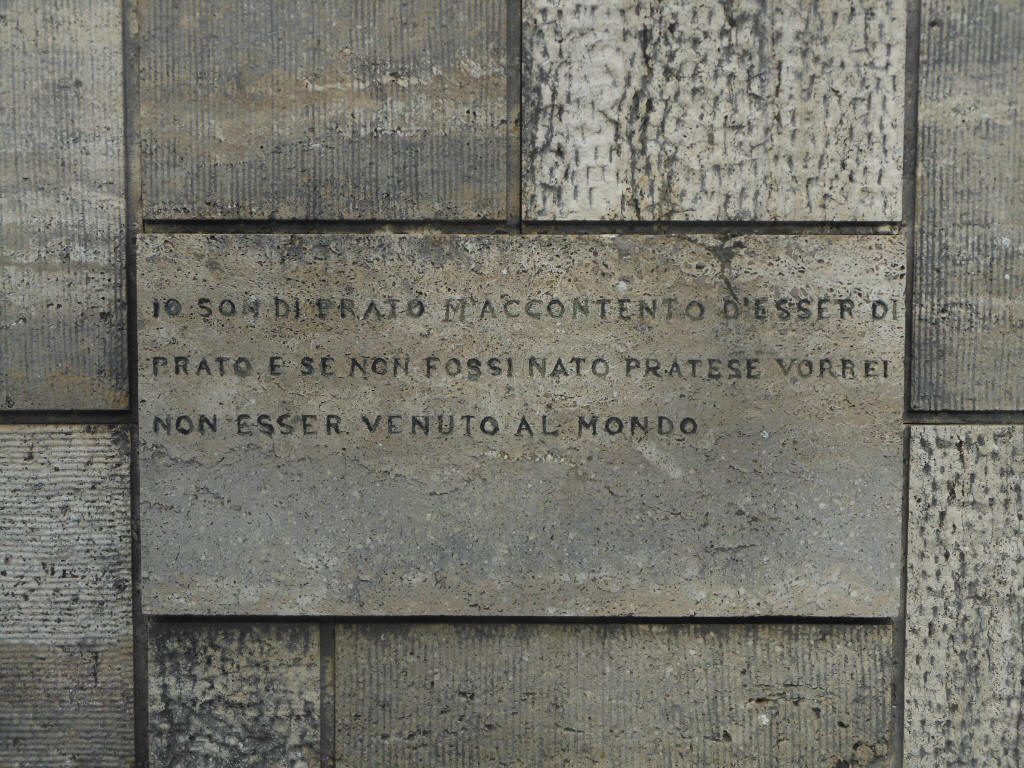 IO SON DI PRATO M'ACCONTENTO D'ESSER DI
PRATO E SE NON FOSSI NATO PRATESE VORREI
NON ESSER VENUTO AL MONDO